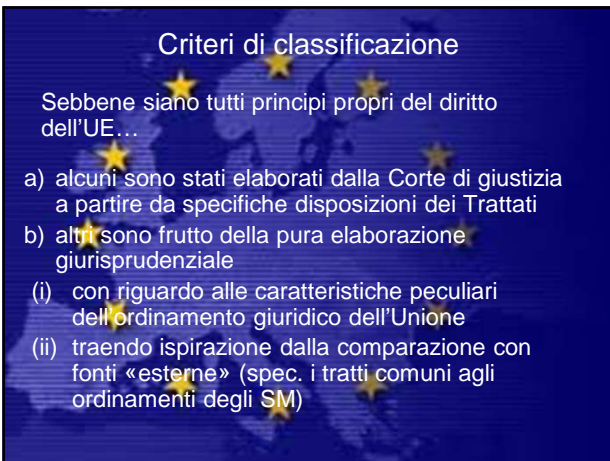 Criteri di classificazione
Sebbene siano tutti principi propri del diritto
dell'UE…
a) alcuni sono stati elaborati dalla Corte di giustizia
a partire da specifiche disposizioni dei Trattati
b) altri sono frutto della pura elaborazione
giurisprudenziale
(i) con riguardo alle caratteristiche peculiari
dell'ordinamento giuridico dell'Unione
(ii) traendo ispirazione dalla comparazione con
fonti «esterne» (spec. i tratti comuni agli
ordinamenti degli SM)